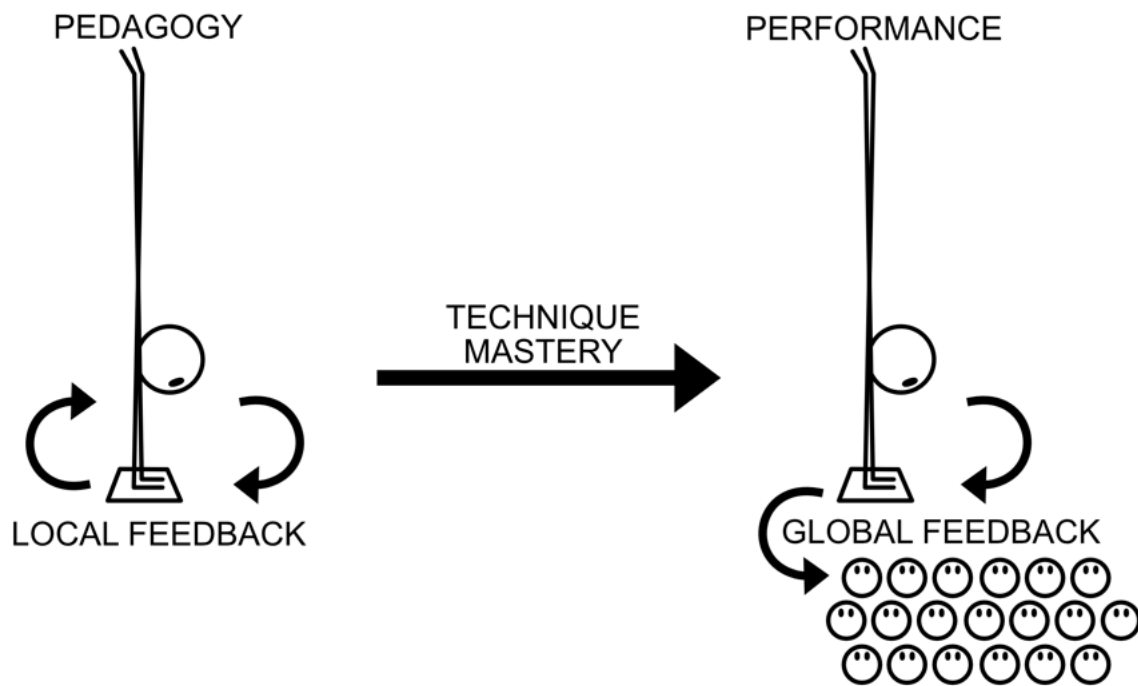 PEDAGOGY
PERFORMANCE
TECHNIQUE
MASTERY
LOCAL FEEDBACK
GLOBAL FEEDBACK